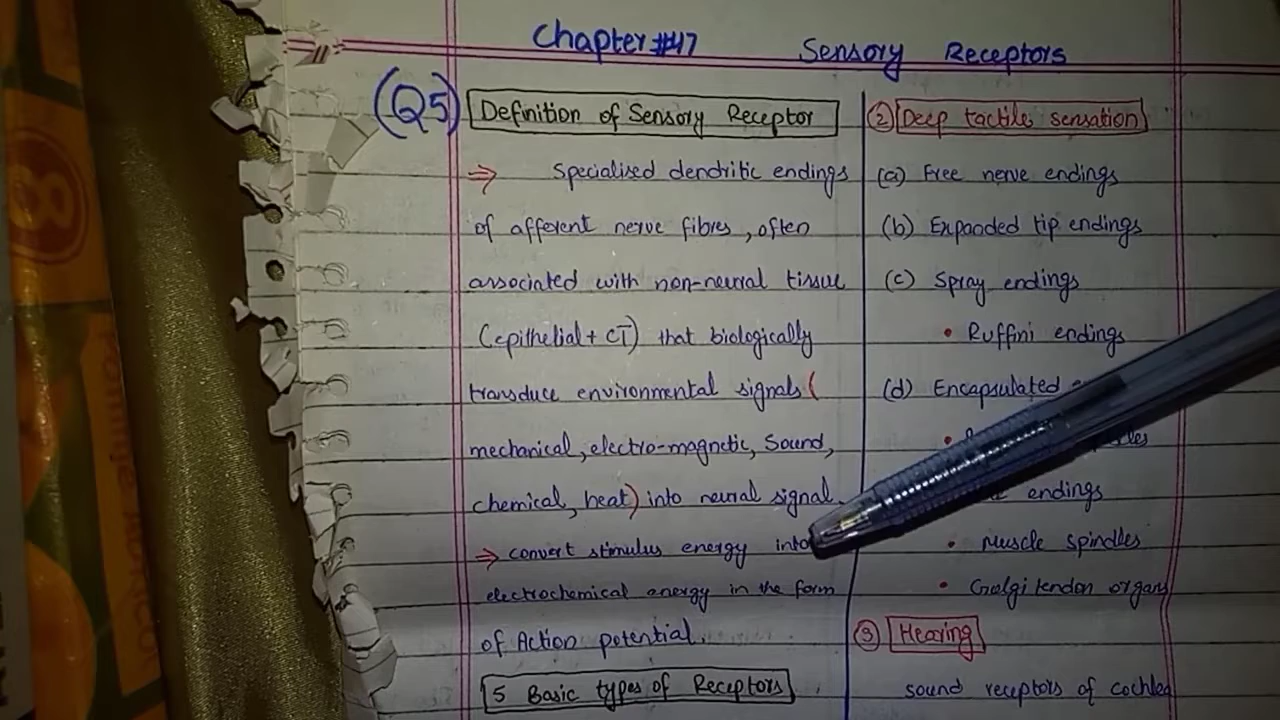 Chapter #47 Sensory Receptors
(Q5) Definition of Sensory Receptor
⇒ Specialised dendritic endings
of afferent nerve fibres, often
associated with non-neural tissue
(epithelial + CT) that biologically
transduce environmental signals (
mechanical, electro-magnetic, Sound,
chemical, heat) into neural signal.
⇒ convert stimulus energy into
electrochemical energy in the form
of Action potential.
5 Basic types of Receptors
② Deep tactile sensation
(a) Free nerve endings
(b) Expanded tip endings
(c) Spray endings
• Ruffini endings
(d) Encapsulated
endings
• Muscle spindles
• Golgi tendon organs
③ Hearing
sound receptors of cochlea